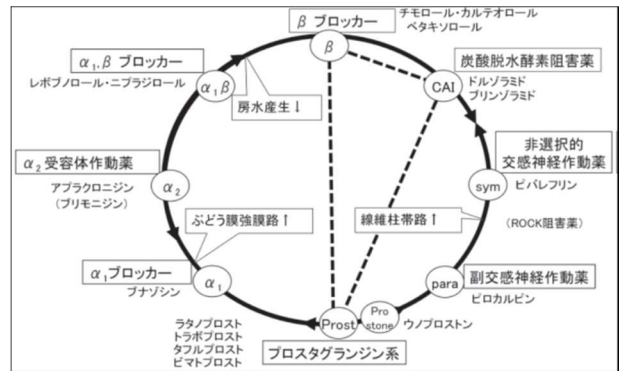 β ブロッカー
チモロール・カルテオロール
ベタキソロール
β
α₁.β ブロッカー
レボブノロール・ニプラジロール
α₁β
房水産生↓
炭酸脱水酵素阻害薬
CAI
ドルゾラミド
ブリンゾラミド
α₂ 受容体作動薬
アプラクロニジン
(ブリモニジン)
α₂
非選択的
交感神経作動薬
sym
ピバレフリン
ぶどう膜強膜路↑
線維柱帯路↑
(ROCK阻害薬)
α₁ブロッカー
ブナゾシン
α₁
副交感神経作動薬
para
ピロカルピン
ラタノプロスト
トラボプロスト
タフルプロスト
ビマトプロスト
Prost
Pro
stone
ウノプロストン
プロスタグランジン系